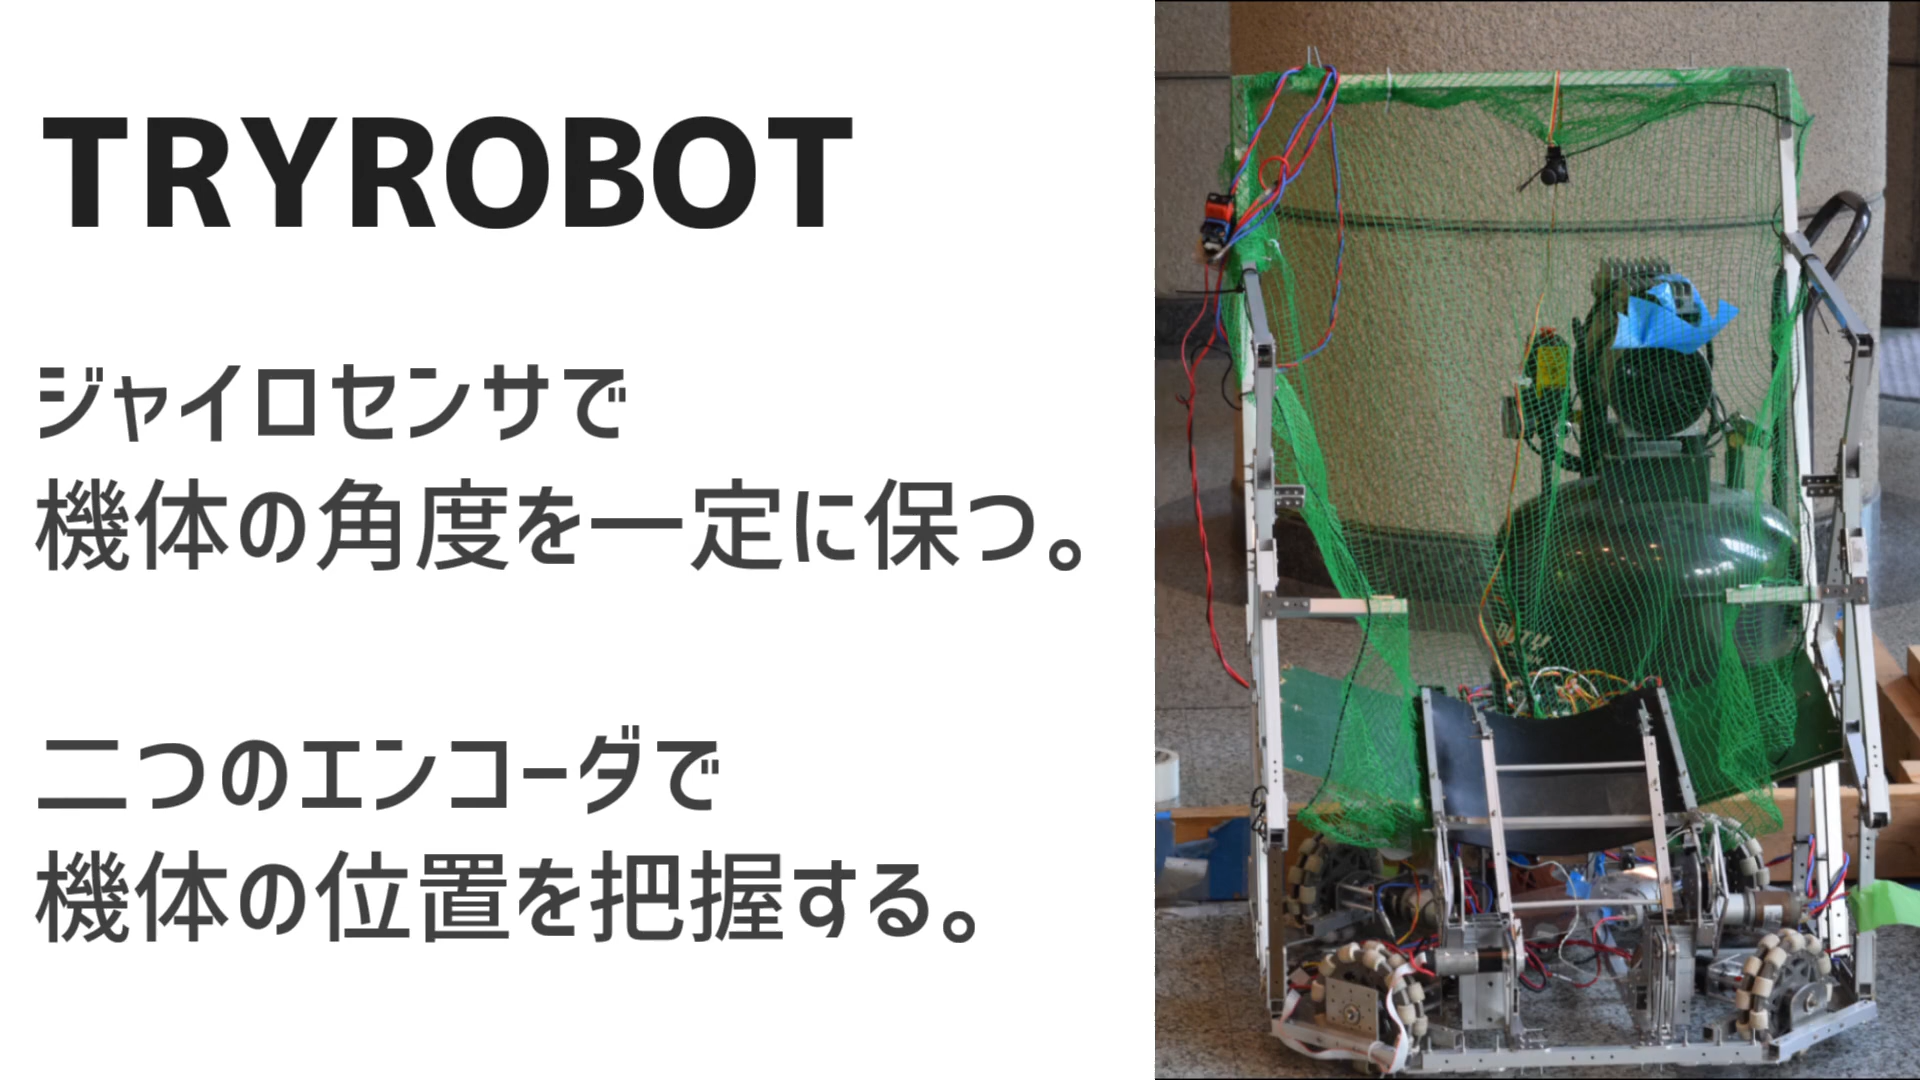 TRYROBOT
ジャイロセンサで
機体の角度を一定に保つ。
二つのエンコーダで
機体の位置を把握する。